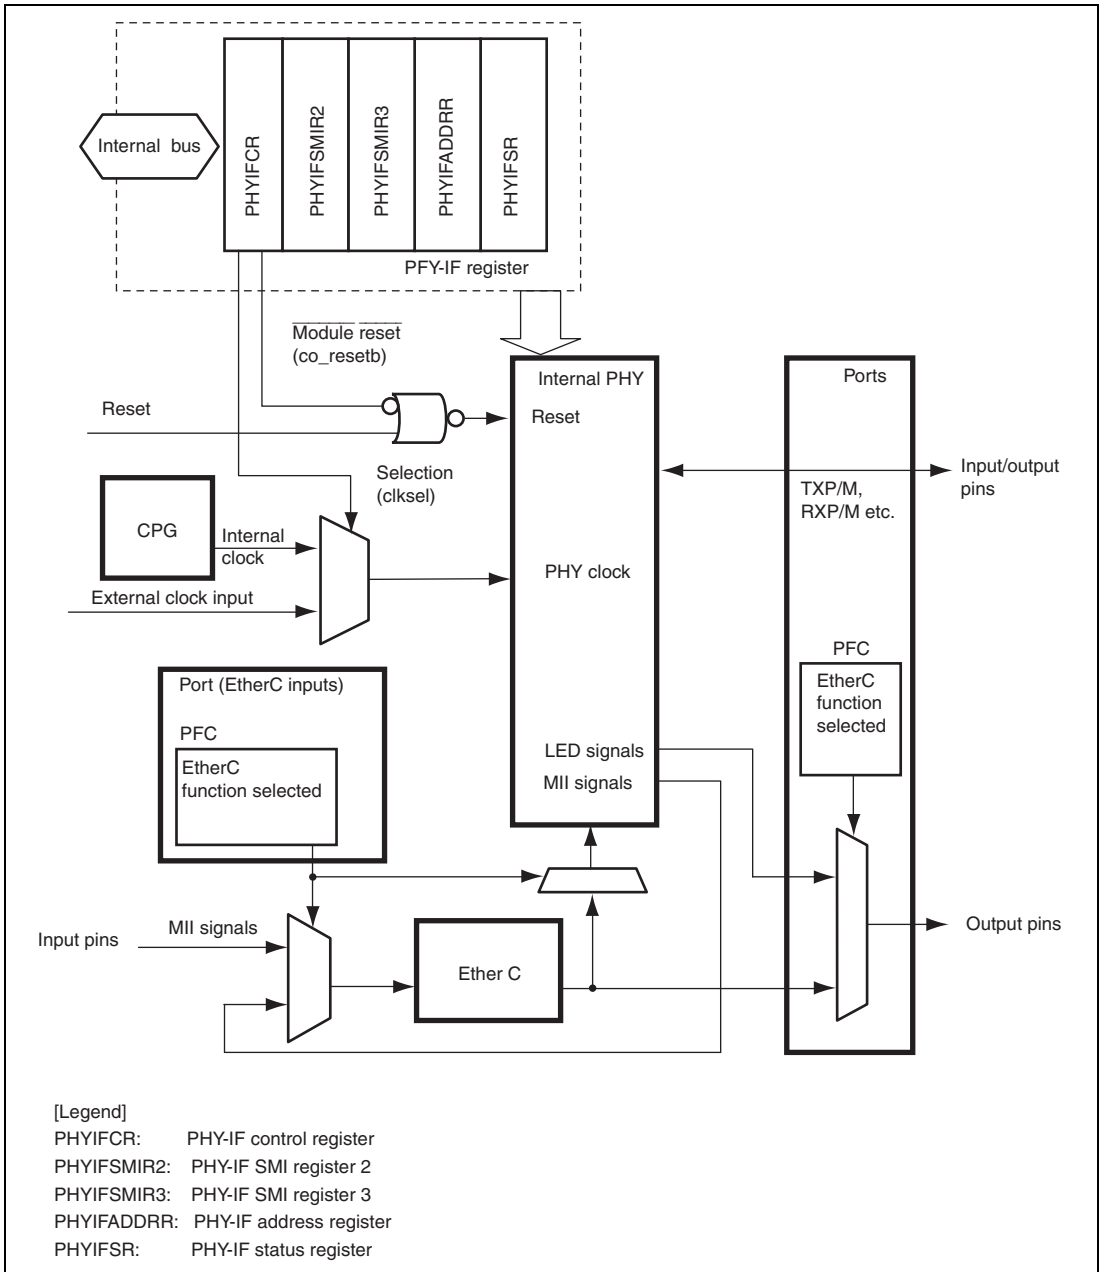 Internal bus
PHYIFCR
PHYIFSMIR2
PHYIFSMIR3
PHYIFADDRR
PHYIFSR
PFY-IF register
Module reset
(co_resetb)
Internal PHY
Ports
Reset
Reset
Selection
(clksel)
Input/output
pins
TXP/M,
RXP/M etc.
CPG
Internal
clock
PHY clock
External clock input
PFC
EtherC
function
selected
Port (EtherC inputs)
PFC
EtherC
function selected
LED signals
MII signals
Input pins
MII signals
Ether C
Output pins
[Legend]
PHYIFCR: PHY-IF control register
PHYIFSMIR2: PHY-IF SMI register 2
PHYIFSMIR3: PHY-IF SMI register 3
PHYIFADDRR: PHY-IF address register
PHYIFSR: PHY-IF status register